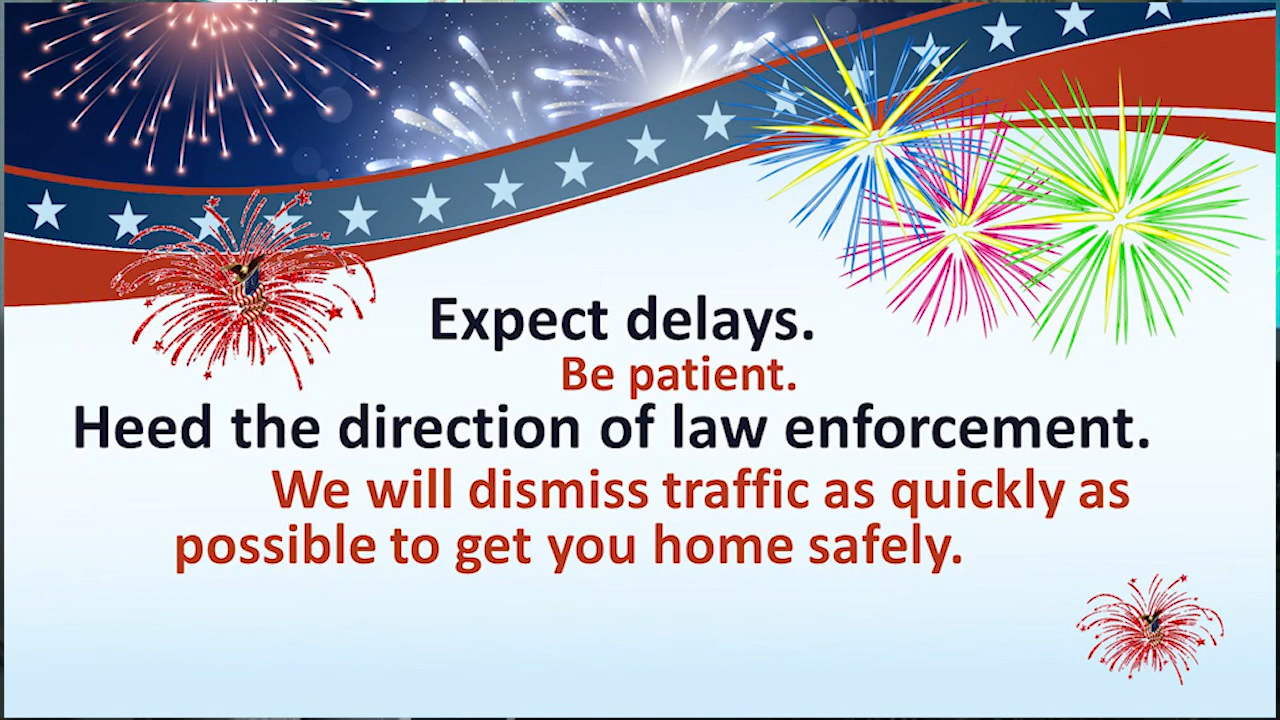 Expect delays.
Be patient.
Heed the direction of law enforcement.
We will dismiss traffic as quickly as
possible to get you home safely.